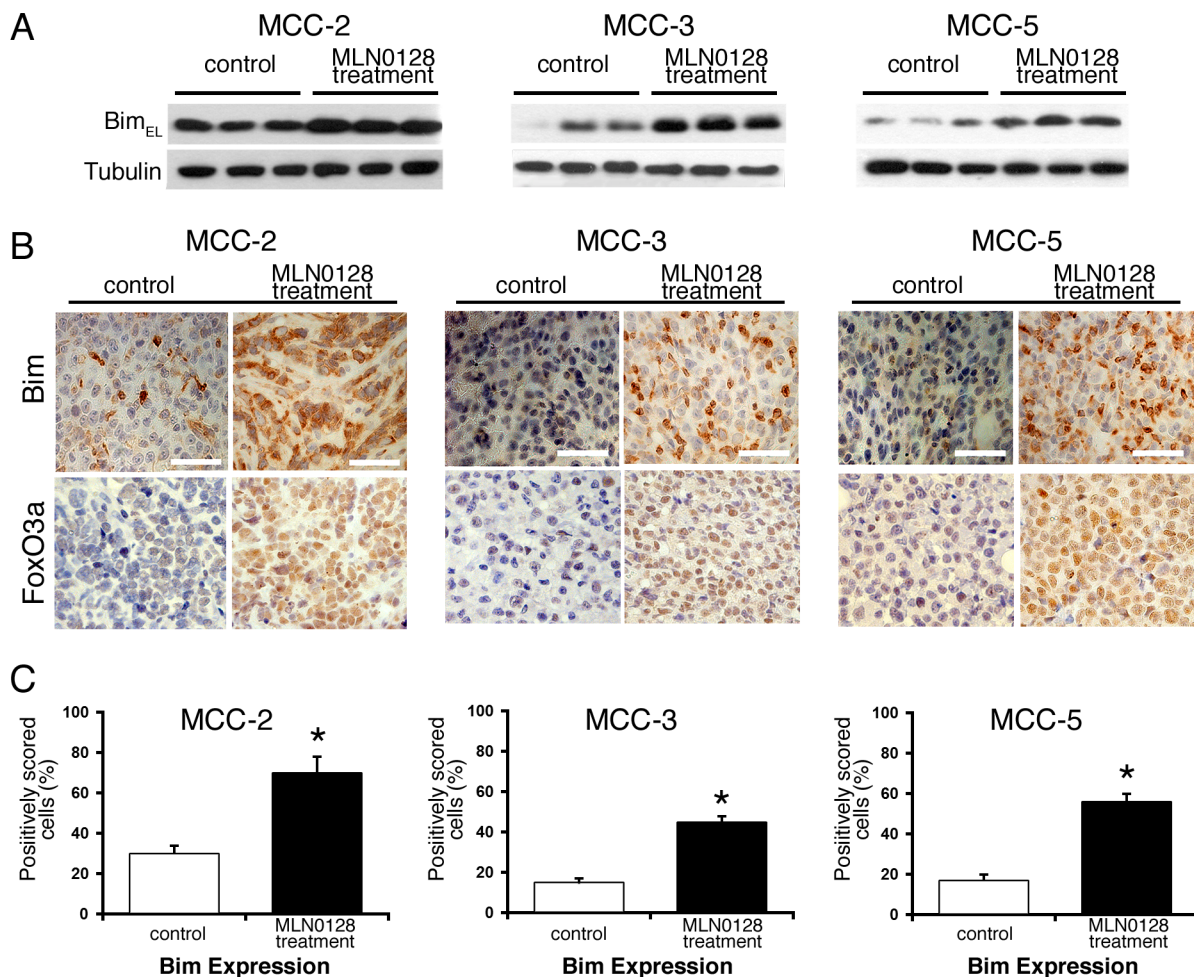 A
MCC-2
MCC-3
MCC-5
control
MLN0128
treatment
control
MLN0128
treatment
control
MLN0128
treatment
BimEL
Tubulin
B
MCC-2
MCC-3
MCC-5
control
MLN0128
treatment
control
MLN0128
treatment
control
MLN0128
treatment
Bim
FoxO3a
C
MCC-2
Posiitively scored
cells (%)
100
80
60
40
20
0
*
control
MLN0128
treatment
Bim Expression
MCC-3
Posiitively scored
cells (%)
100
80
60
40
20
0
*
control
MLN0128
treatment
Bim Expression
MCC-5
Posiitively scored
cells (%)
100
80
60
40
20
0
*
control
MLN0128
treatment
Bim Expression